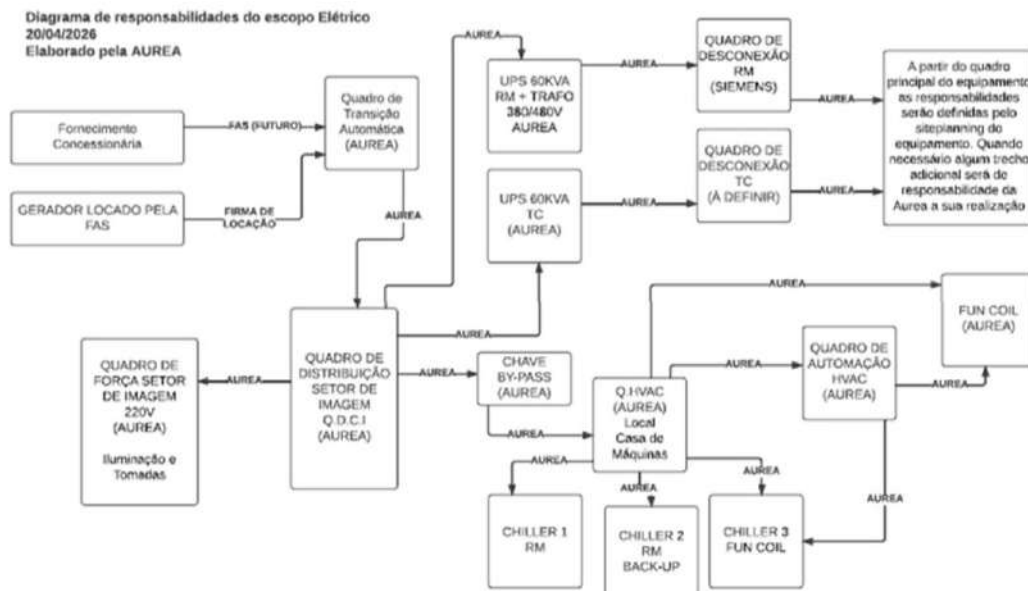 Diagrama de responsabilidades do escopo Elétrico
20/04/2026
Elaborado pela AUREA
Fornecimento
Concessionária
FAS (FUTURO)
GERADOR LOCADO PELA
FAS
FIRMA DE
LOCAÇÃO
Quadro de
Transição
Automática
(AUREA)
AUREA
AUREA
UPS 60KVA
RM + TRAFO
380/480V
AUREA
AUREA
QUADRO DE
DESCONEXÃO
RM
(SIEMENS)
AUREA
UPS 60KVA
TC
(AUREA)
AUREA
QUADRO DE
DESCONEXÃO
TC
(À DEFINIR)
AUREA
A partir do quadro
principal do equipamento
as responsabilidades
serão definidas pelo
siteplanning do
equipamento. Quando
necessário algum trecho
adicional será de
responsabilidade da
Aurea a sua realização
QUADRO DE
FORÇA SETOR
DE IMAGEM
220V
(AUREA)
Iluminação e
Tomadas
AUREA
QUADRO DE
DISTRIBUIÇÃO
SETOR DE
IMAGEM
Q.D.C.I
(AUREA)
AUREA
AUREA
CHAVE
BY-PASS
(AUREA)
AUREA
Q.HVAC
(AUREA)
Local
Casa de
Máquinas
AUREA
AUREA
QUADRO DE
AUTOMAÇÃO
HVAC
(AUREA)
AUREA
FUN COIL
(AUREA)
AUREA
AUREA
AUREA
AUREA
CHILLER 1
RM
CHILLER 2
RM
BACK-UP
CHILLER 3
FUN COIL